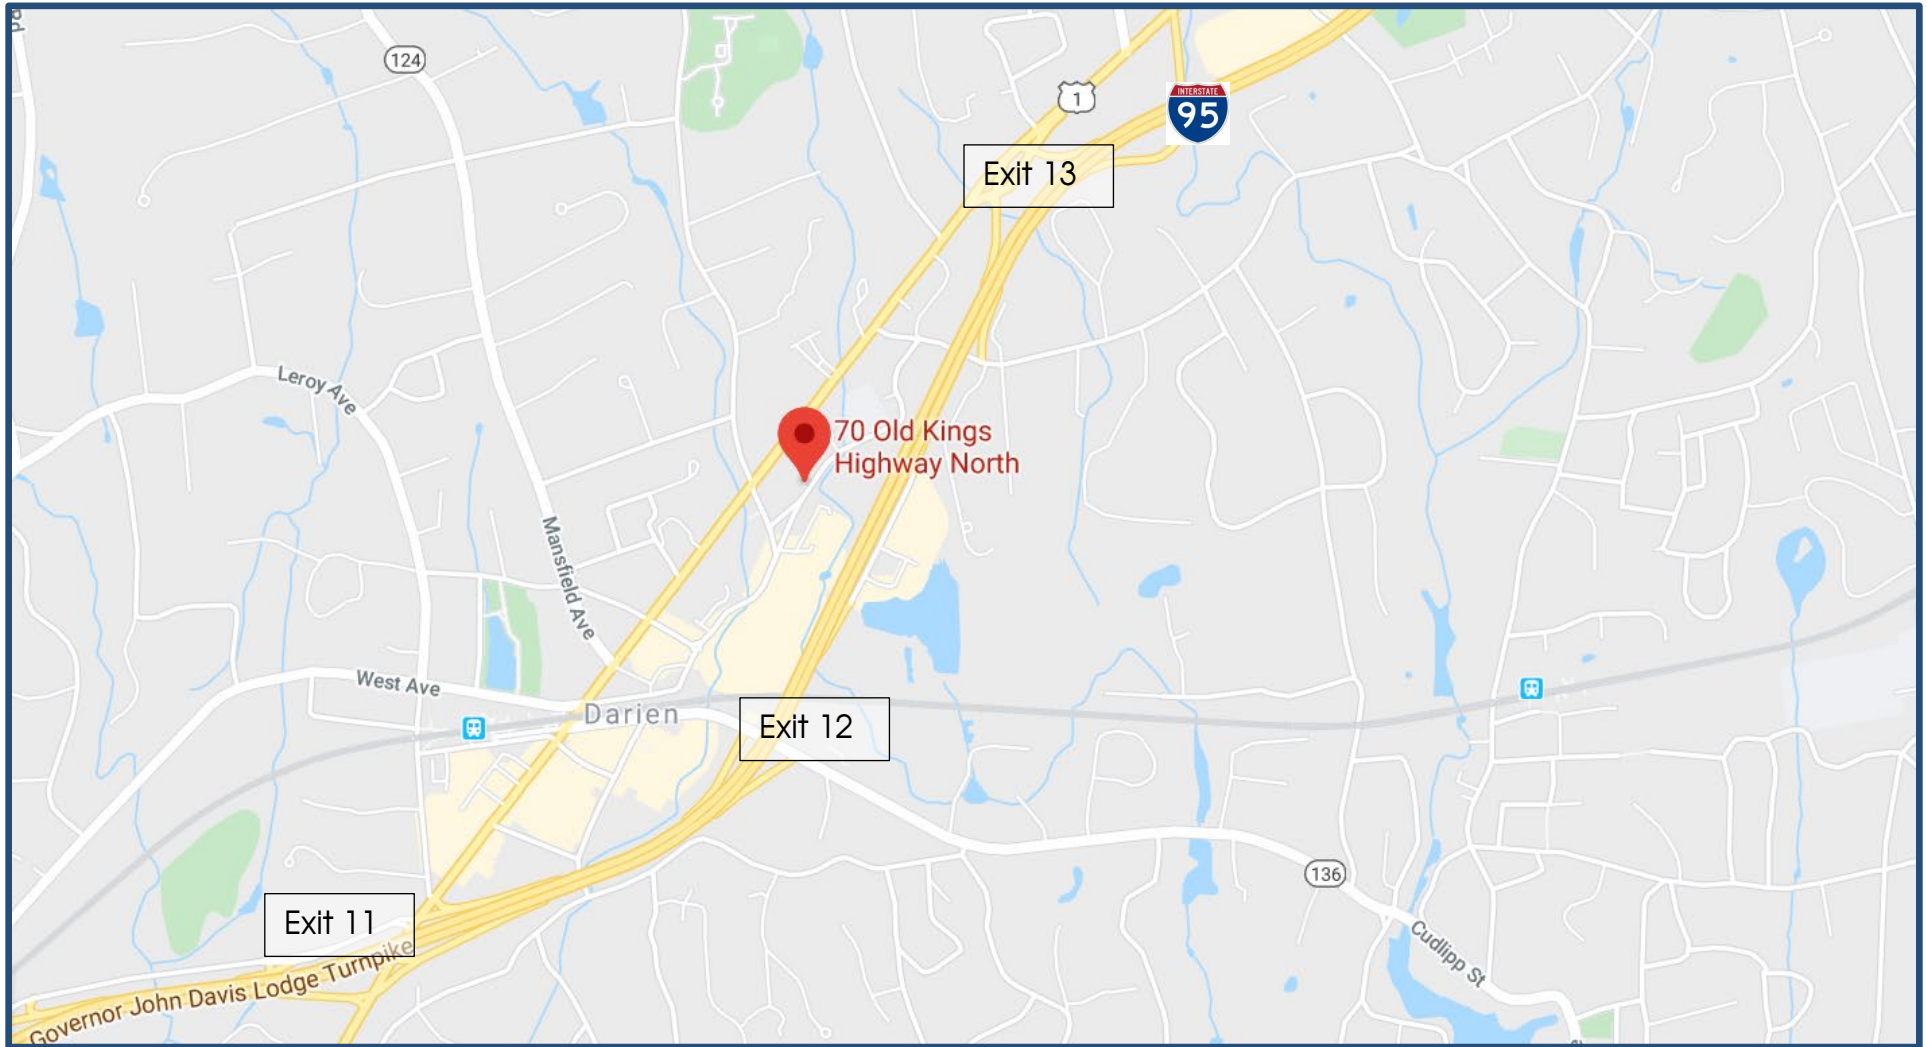 124
1
INTERSTATE
95
Exit 13
Leroy Ave
70 Old Kings
Highway North
Mansfield Ave
West Ave
Darien
Exit 12
136
Exit 11
Cudlipp St
Governor John Davis Lodge Turnpike